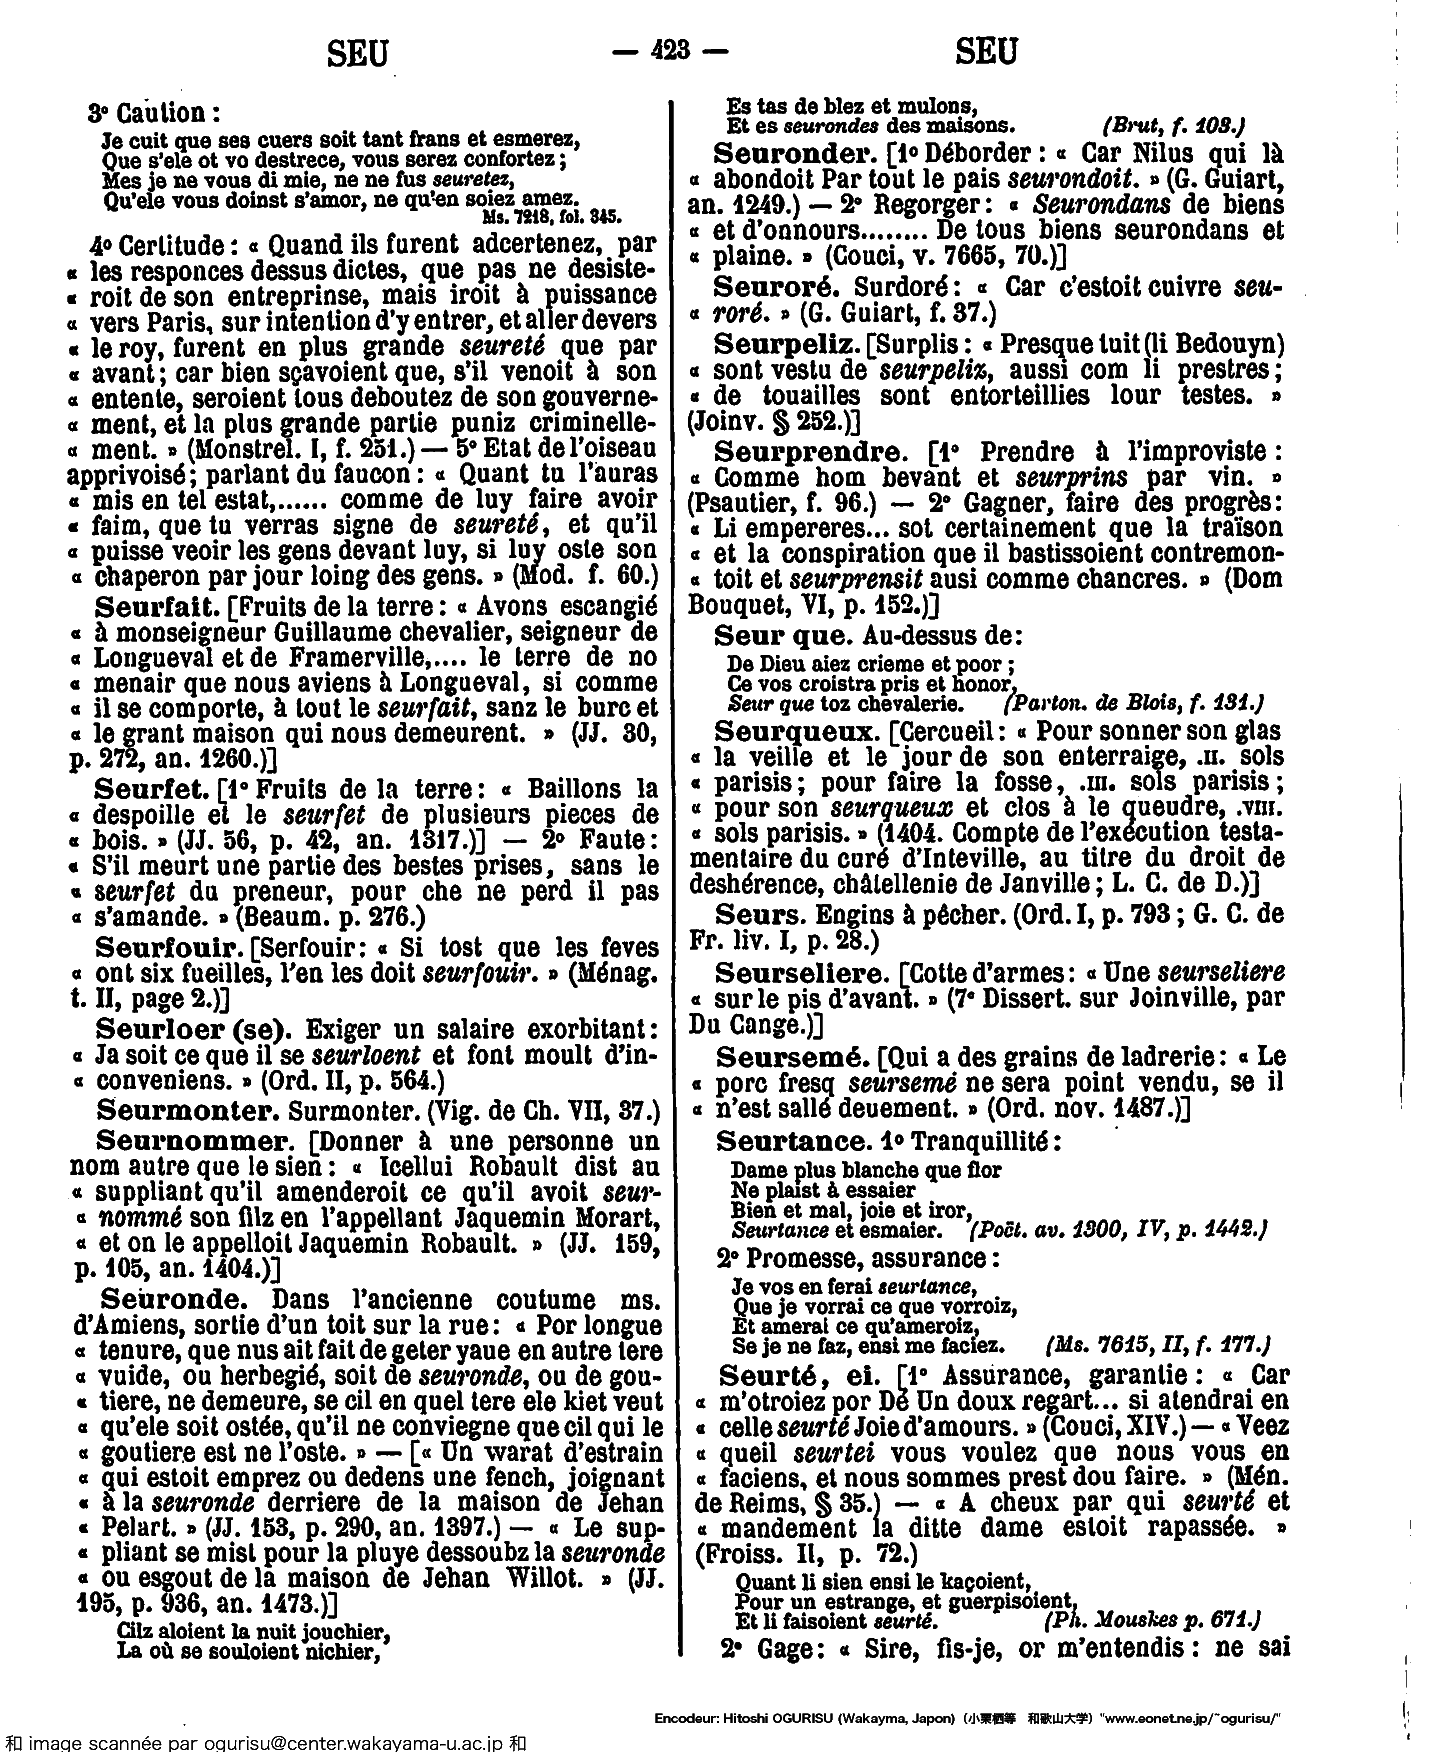 SEU — 423 — SEU
3º Caution :
Je cuit que ses cuers soit tant frans et esmerez,
Que s'ele ot vo destrece, vous serez confortez ;
Mes je ne vous di mie, ne ne fus seuretez,
Qu'ele vous doinst s'amor, ne qu'en soiez amez.
Ms. 7218, fol. 345.
4º Certitude : « Quand ils furent adcertenez, par
« les responces dessus dictes, que pas ne desiste-
« roit de son entreprinse, mais iroit à puissance
« vers Paris, sur intention d'y entrer, et aller devers
« le roy, furent en plus grande seureté que par
« avant ; car bien sçavoient que, s'il venoit à son
« entente, seroient tous deboutez de son gouverne-
« ment, et la plus grande partie puniz criminelle-
« ment. » (Monstrel. I, f. 251.) — 5º Etat de l'oiseau
apprivoisé ; parlant du faucon : « Quant tu l'auras
« mis en tel estat,...... comme de luy faire avoir
« faim, que tu verras signe de seureté, et qu'il
« puisse veoir les gens devant luy, si luy oste son
« chaperon par jour loing des gens. » (Mod. f. 60.)
Seurfait. [Fruits de la terre : « Avons escangié
« à monseigneur Guillaume chevalier, seigneur de
« Longueval et de Framerville,.... le terre de no
« menair que nous aviens à Longueval, si comme
« il se comporte, à tout le seurfait, sanz le burc et
« le grant maison qui nous demeurent. » (JJ. 30,
p. 272, an. 1260.)]
Seurfet. [1º Fruits de la terre : « Baillons la
« despoille et le seurfet de plusieurs pieces de
« bois. » (JJ. 56, p. 42, an. 1317.)] — 2º Faute :
« S'il meurt une partie des bestes prises, sans le
« seurfet du preneur, pour che ne perd il pas
« s'amande. » (Beaum. p. 276.)
Seurfouir. [Serfouir : « Si tost que les feves
« ont six fueilles, l'en les doit seurfouir. » (Ménag.
t. II, page 2.)]
Seurloer (se). Exiger un salaire exorbitant :
« Ja soit ce que il se seurloent et font moult d'in-
« conveniens. » (Ord. II, p. 564.)
Seurmonter. Surmonter. (Vig. de Ch. VII, 37.)
Seurnommer. [Donner à une personne un
nom autre que le sien : « Icellui Robault dist au
« suppliant qu'il amenderoit ce qu'il avoit seur-
« nommé son filz en l'appellant Jaquemin Morart,
« et on le appelloit Jaquemin Robault. » (JJ. 159,
p. 105, an. 1404.)]
Seuronde. Dans l'ancienne coutume ms.
d'Amiens, sortie d'un toit sur la rue : « Por longue
« tenure, que nus ait fait de geter yaue en autre tere
« vuide, ou herbegié, soit de seuronde, ou de gou-
« tiere, ne demeure, se cil en quel tere ele kiet veut
« qu'ele soit ostée, qu'il ne conviegne que cil qui le
« goutiere est ne l'oste. » — [« Un warat d'estrain
« qui estoit emprez ou dedens une fench, joignant
« à la seuronde derriere de la maison de Jehan
« Pelart. » (JJ. 153, p. 290, an. 1397.) — « Le sup-
« pliant se mist pour la pluye dessoubz la seuronde
« ou esgout de la maison de Jehan Willot. » (JJ.
195, p. 936, an. 1473.)]
Cilz aloient la nuit jouchier,
La où se souloient nichier,
Es tas de blez et mulons,
Et es seurondes des maisons. (Brut, f. 103.)
Seuronder. [1º Déborder : « Car Nilus qui là
« abondoit Par tout le pais seurondoit. » (G. Guiart,
an. 1249.) — 2º Regorger : « Seurondans de biens
« et d'onnours........ De tous biens seurondans et
« plaine. » (Couci, v. 7665, 70.)]
Seuroré. Surdoré : « Car c'estoit cuivre seu-
« roré. » (G. Guiart, f. 37.)
Seurpeliz. [Surplis : « Presque tuit (li Bedouyn)
« sont vestu de seurpeliz, aussi com li prestres ;
« de touailles sont entorteillies lour testes. »
(Joinv. § 252.)]
Seurprendre. [1º Prendre à l'improviste :
« Comme hom bevant et seurprins par vin. »
(Psautier, f. 96.) — 2º Gagner, faire des progrès :
« Li empereres... sot certainement que la traïson
« et la conspiration que il bastissoient contremon-
« toit et seurprensit ausi comme chancres. » (Dom
Bouquet, VI, p. 152.)]
Seur que. Au-dessus de :
De Dieu aiez crieme et poor ;
Ce vos croistra pris et honor,
Seur que toz chevalerie. (Parton. de Blois, f. 131.)
Seurqueux. [Cercueil : « Pour sonner son glas
« la veille et le jour de son enterraige, .II. sols
« parisis ; pour faire la fosse, .III. sols parisis ;
« pour son seurqueux et clos à le queudre, .VIII.
« sols parisis. » (1404. Compte de l'exécution testa-
mentaire du curé d'Inteville, au titre du droit de
deshérence, châtellenie de Janville ; L. C. de D.)]
Seurs. Engins à pêcher. (Ord. I, p. 793 ; G. C. de
Fr. liv. I, p. 28.)
Seurseliere. [Cotte d'armes : « Une seurseliere
« sur le pis d'avant. » (7e Dissert. sur Joinville, par
Du Cange.)]
Seursemé. [Qui a des grains de ladrerie : « Le
« porc fresq seursemé ne sera point vendu, se il
« n'est sallé deuement. » (Ord. nov. 1487.)]
Seurtance. 1º Tranquillité :
Dame plus blanche que flor
Ne plaist à essaier
Bien et mal, joie et iror,
Seurtance et esmaier. (Poët. av. 1300, IV, p. 1442.)
2º Promesse, assurance :
Je vos en ferai seurtance,
Que je vorrai ce que vorroiz,
Et amerai ce qu'ameroiz,
Se je ne faz, ensi me faciez. (Ms. 7615, II, f. 177.)
Seurté, ei. [1º Assurance, garantie : « Car
« m'otroiez por Dé Un doux regart... si atendrai en
« celle seurté Joie d'amours. » (Couci, XIV.) — « Veez
« queil seurtei vous voulez que nous vous en
« faciens, et nous sommes prest dou faire. » (Mén.
de Reims, § 35.) — « A cheux par qui seurté et
« mandement la ditte dame estoit rapassée. »
(Froiss. II, p. 72.)
Quant li sien ensi le kaçoient,
Pour un estrange, et guerpisoient,
Et li faisoient seurté. (Ph. Mouskes p. 671.)
2º Gage : « Sire, fis-je, or m'entendis : ne sai
Encodeur: Hitoshi OGURISU (Wakayma, Japon) (小栗栖等 和歌山大学) "www.eonet.ne.jp/~ogurisu/"
和 image scannée par ogurisu@center.wakayama-u.ac.jp 和